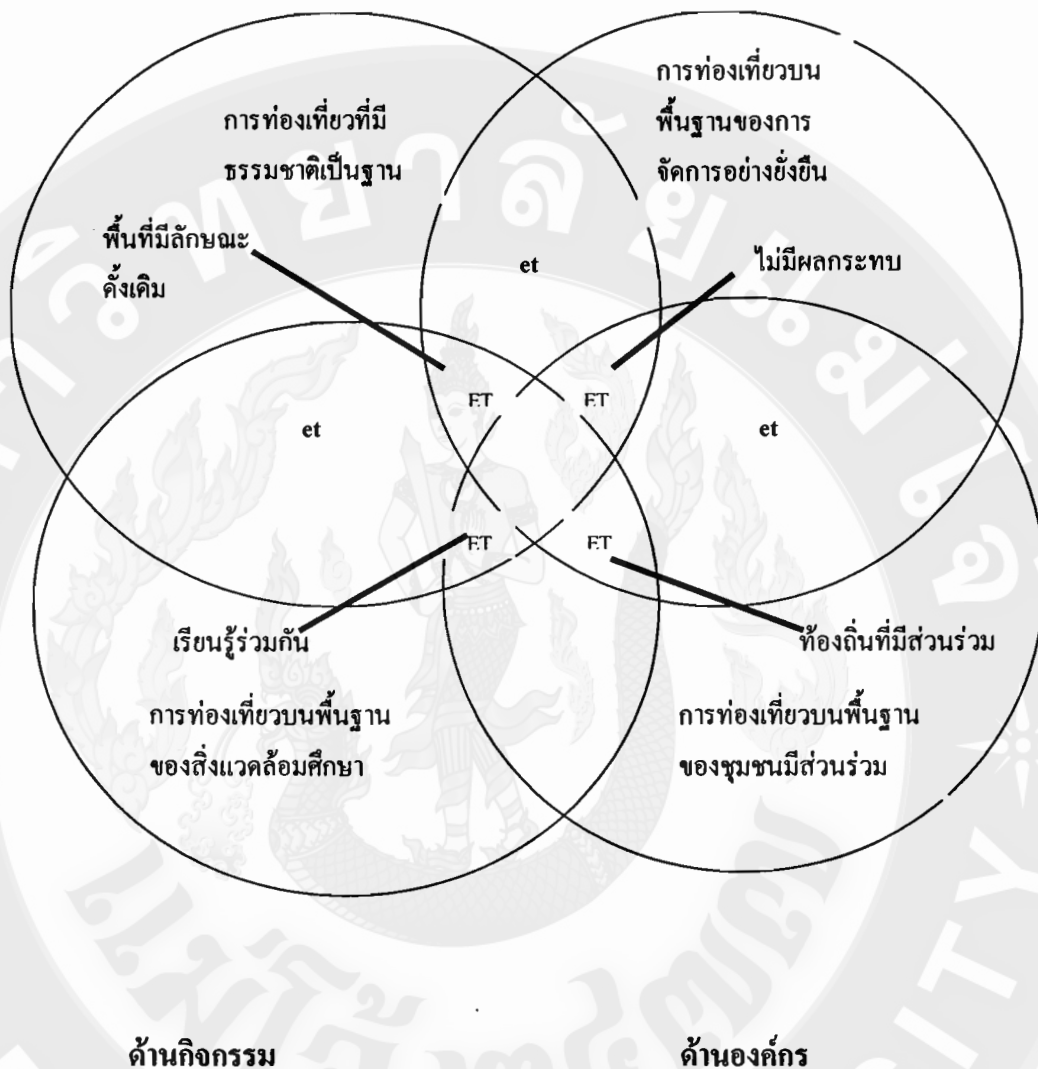 การท่องเที่ยวที่มี
ธรรมชาติเป็นฐาน
การท่องเที่ยวบน
พื้นฐานของการ
จัดการอย่างยั่งยืน
พื้นที่มีลักษณะ
ดั้งเดิม
et
ไม่มีผลกระทบ
ET
ET
et
et
ET
ET
เรียนรู้ร่วมกัน
ท้องถิ่นที่มีส่วนร่วม
การท่องเที่ยวบนพื้นฐาน
ของสิ่งแวดล้อมศึกษา
การท่องเที่ยวบนพื้นฐาน
ของชุมชนมีส่วนร่วม
ด้านกิจกรรม
ด้านองค์กร